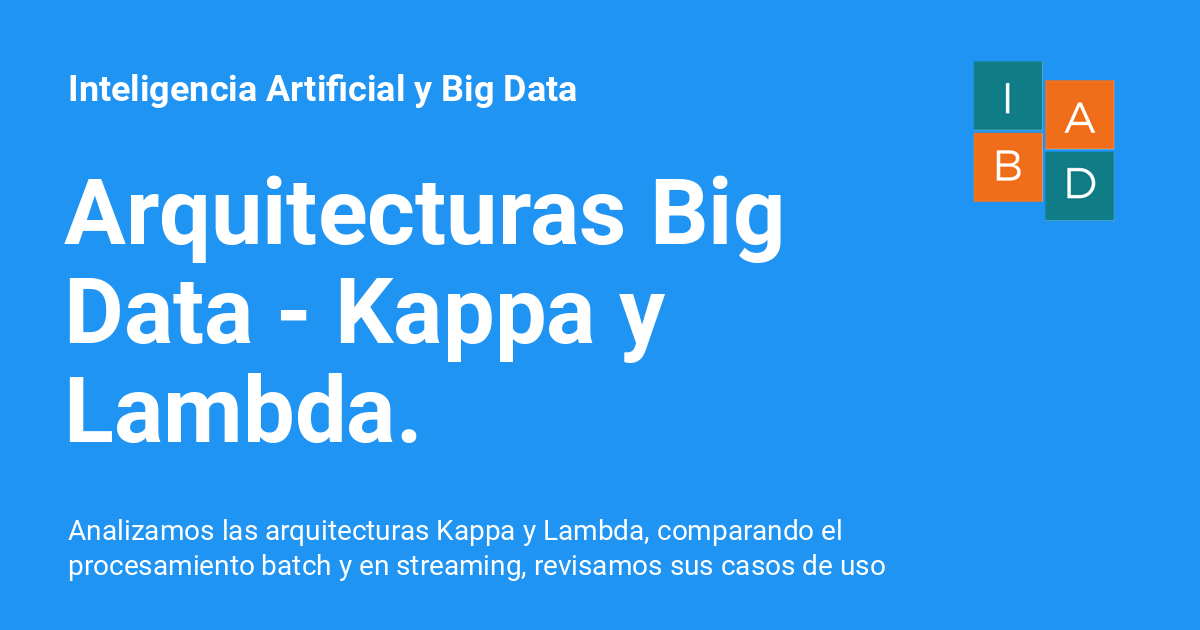 Inteligencia Artificial y Big Data
I
A
B
D
Arquitecturas Big
Data - Kappa y
Lambda.
Analizamos las arquitecturas Kappa y Lambda, comparando el
procesamiento batch y en streaming, revisamos sus casos de uso